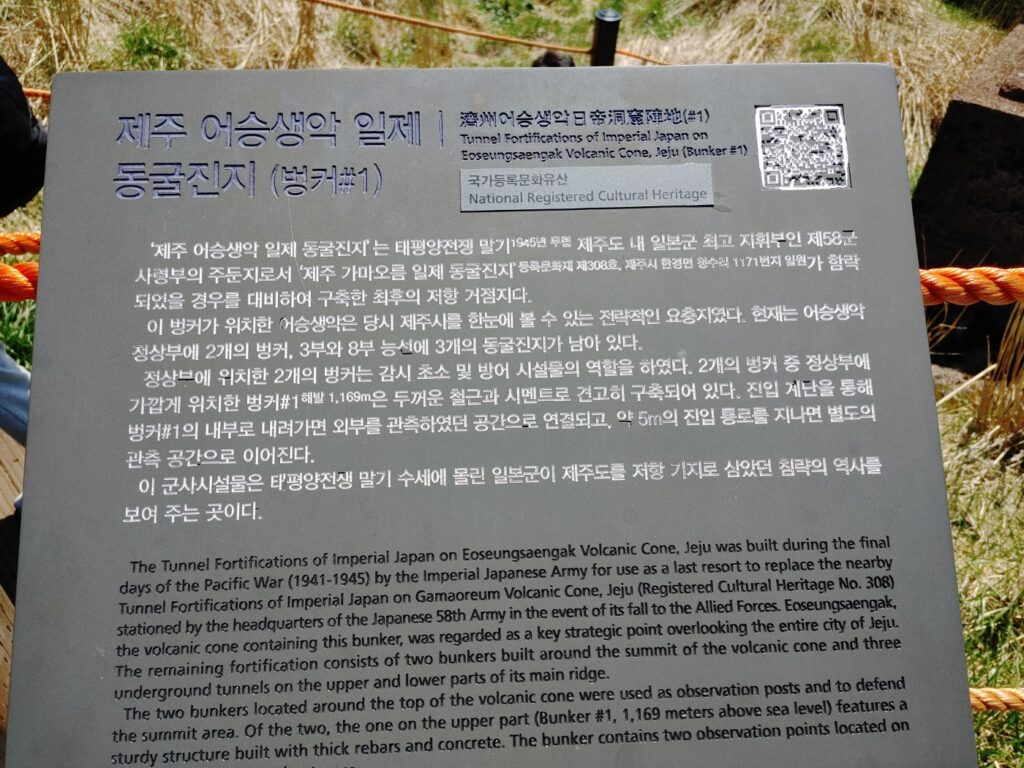 제주 어승생악 일제
동굴진지 (벙커#1)
濟州어승생악日帝洞窟陣地(#1)
Tunnel Fortifications of Imperial Japan on
Eoseungsaengak Volcanic Cone, Jeju (Bunker #1)
국가등록문화유산
National Registered Cultural Heritage
‘제주 어승생악 일제 동굴진지’는 태평양전쟁 말기1945년 무렵 제주도 내 일본군 최고 지휘부인 제58군
사령부의 주둔지로서 ‘제주 가마오름 일제 동굴진지’등록문화재 제308호, 제주시 한경면 청수리 1171번지 일원가 함락
되었을 경우를 대비하여 구축한 최후의 저항 거점지다.
이 벙커가 위치한 어승생악은 당시 제주시를 한눈에 볼 수 있는 전략적인 요충지였다. 현재는 어승생악
정상부에 2개의 벙커, 3부와 8부 능선에 3개의 동굴진지가 남아 있다.
정상부에 위치한 2개의 벙커는 감시 초소 및 방어 시설물의 역할을 하였다. 2개의 벙커 중 정상부에
가깝게 위치한 벙커#1해발 1,169m은 두꺼운 철근과 시멘트로 견고히 구축되어 있다. 진입 계단을 통해
벙커#1의 내부로 내려가면 외부를 관측하였던 공간으로 연결되고, 약 5m의 진입 통로를 지나면 별도의
관측 공간으로 이어진다.
이 군사시설물은 태평양전쟁 말기 수세에 몰린 일본군이 제주도를 저항 기지로 삼았던 침략의 역사를
보여 주는 곳이다.
The Tunnel Fortifications of Imperial Japan on Eoseungsaengak Volcanic Cone, Jeju was built during the final
days of the Pacific War (1941-1945) by the Imperial Japanese Army for use as a last resort to replace the nearby
Tunnel Fortifications of Imperial Japan on Gamaoreum Volcanic Cone, Jeju (Registered Cultural Heritage No. 308)
stationed by the headquarters of the Japanese 58th Army in the event of its fall to the Allied Forces. Eoseungsaengak,
the volcanic cone containing this bunker, was regarded as a key strategic point overlooking the entire city of Jeju.
The remaining fortification consists of two bunkers built around the summit of the volcanic cone and three
underground tunnels on the upper and lower parts of its main ridge.
The two bunkers located around the top of the volcanic cone were used as observation posts and to defend
the summit area. Of the two, the one on the upper part (Bunker #1, 1,169 meters above sea level) features a
sturdy structure built with thick rebars and concrete. The bunker contains two observation points located on